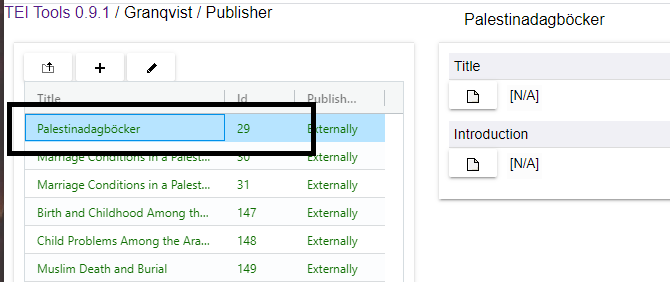 TEI Tools 0.9.1 / Granqvist / Publisher
Title Id Publish...
Palestinadagböcker 29 Externally
Marriage Conditions in a Palest... 30 Externally
Marriage Conditions in a Palest... 31 Externally
Birth and Childhood Among th... 147 Externally
Child Problems Among the Ara... 148 Externally
Muslim Death and Burial 149 Externally
Palestinadagböcker
Title
[N/A]
Introduction
[N/A]